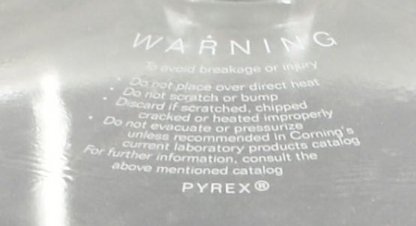 WARNING
To avoid breakage or injury
• Do not place over direct heat
• Do not scratch or bump
• Discard if scratched, chipped
cracked or heated improperly
• Do not evacuate or pressurize
unless recommended in Corning's
current laboratory products catalog
For further information, consult the
above mentioned catalog
PYREX®